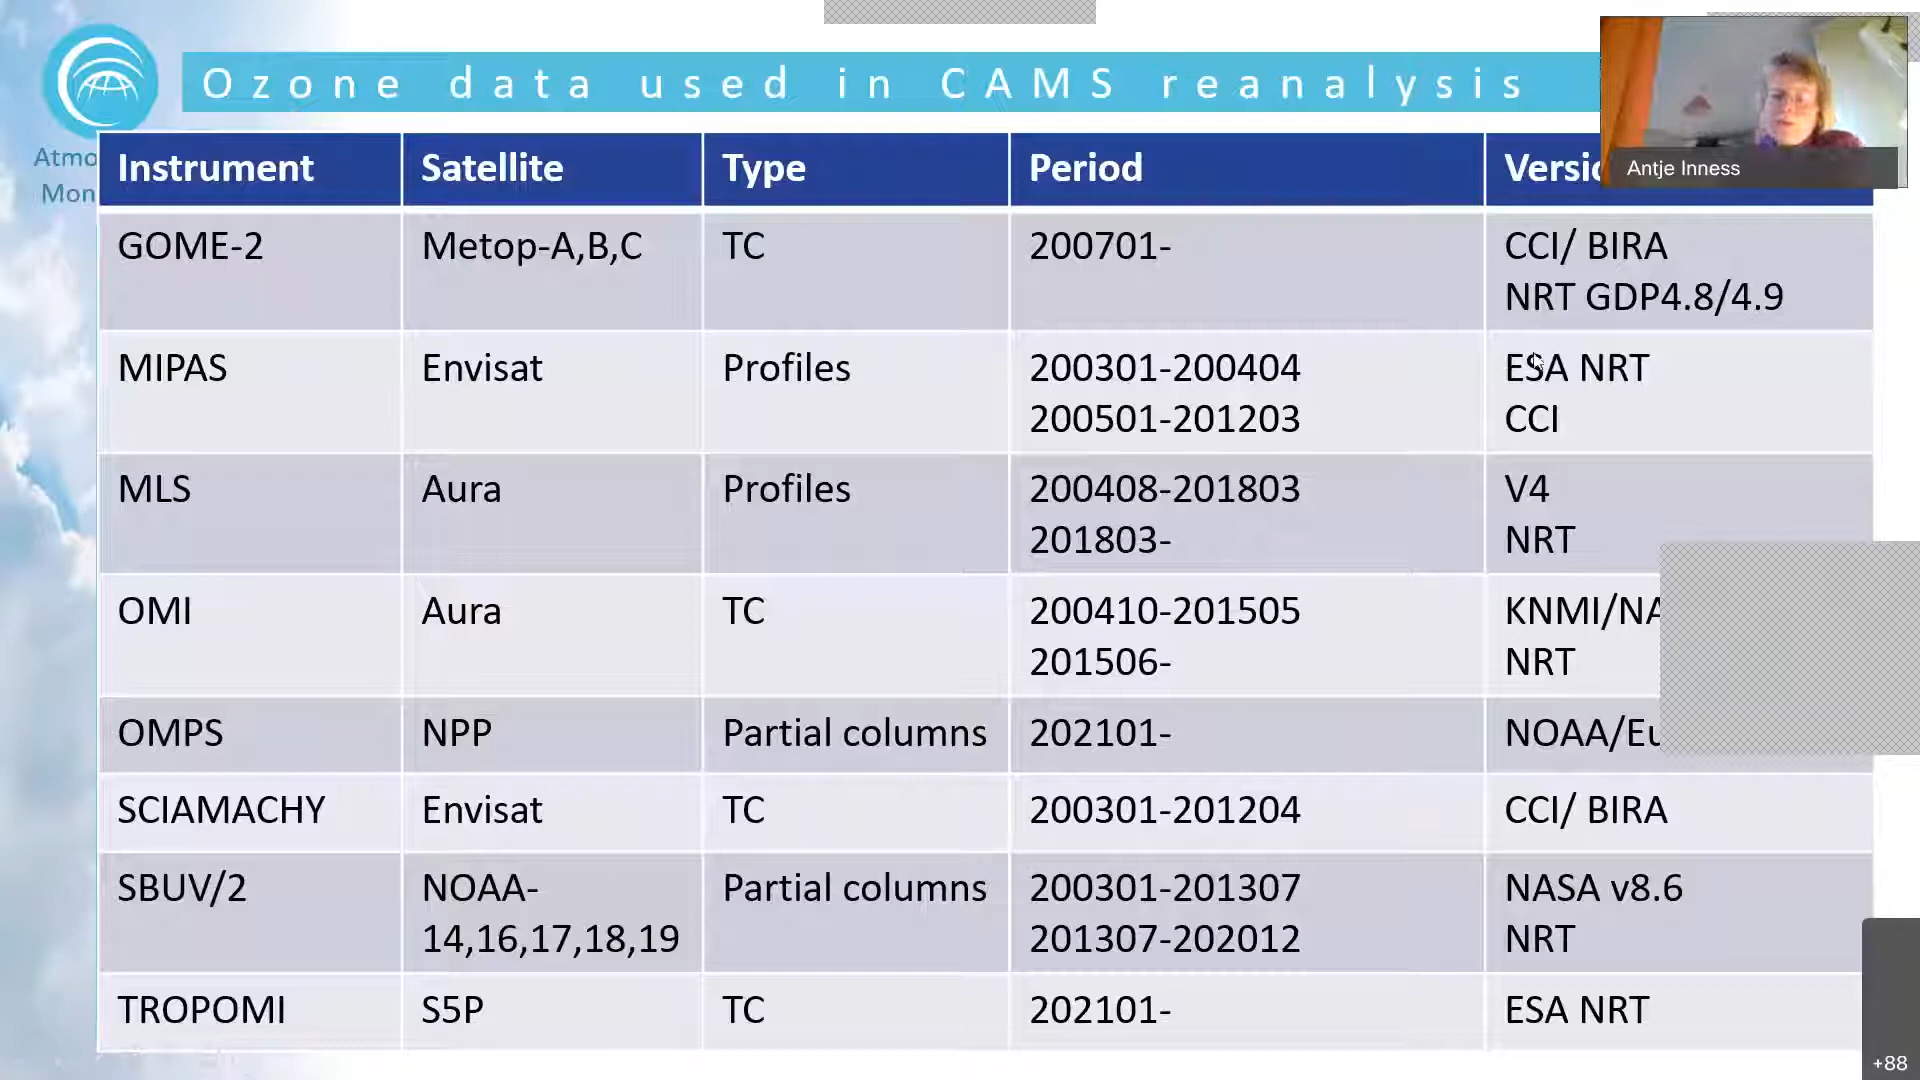 Ozone data used in CAMS reanalysis
Antje Inness
Instrument Satellite Type Period
GOME-2 Metop-A,B,C TC 200701- CCI/ BIRA
NRT GDP4.8/4.9
MIPAS Envisat Profiles 200301-200404 ESA NRT
200501-201203 CCI
MLS Aura Profiles 200408-201803 V4
201803- NRT
OMI Aura TC 200410-201505
201506- NRT
OMPS NPP Partial columns 202101-
SCIAMACHY Envisat TC 200301-201204 CCI/ BIRA
SBUV/2 NOAA- Partial columns 200301-201307 NASA v8.6
14,16,17,18,19 201307-202012 NRT
TROPOMI S5P TC 202101- ESA NRT
+88